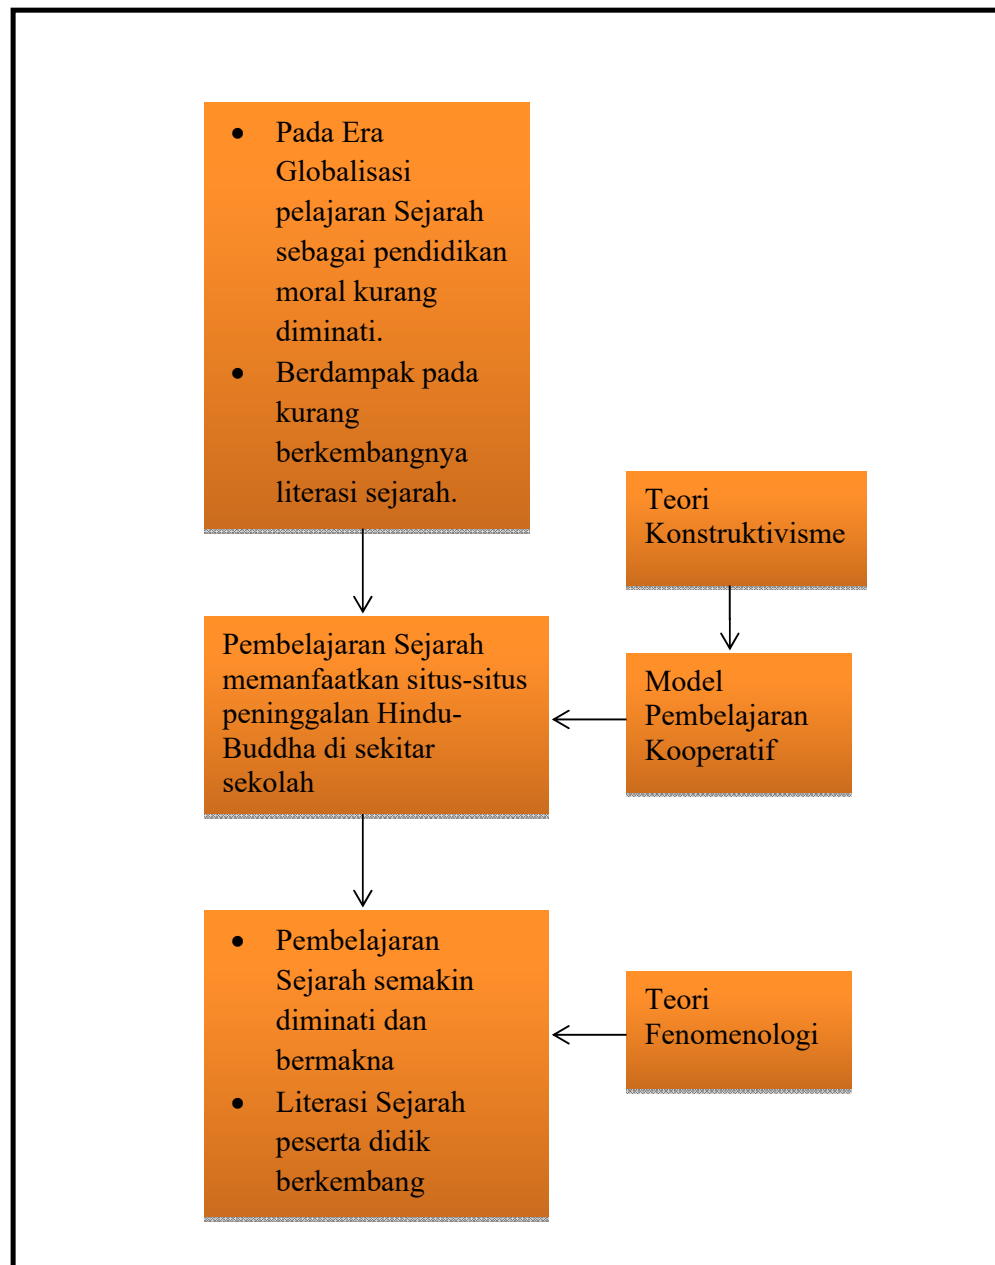 • Pada Era
Globalisasi
pelajaran Sejarah
sebagai pendidikan
moral kurang
diminati.
• Berdampak pada
kurang
berkembangnya
literasi sejarah.
Teori
Konstruktivisme
Pembelajaran Sejarah
memanfaatkan situs-situs
peninggalan Hindu-
Buddha di sekitar
sekolah
Model
Pembelajaran
Kooperatif
• Pembelajaran
Sejarah semakin
diminati dan
bermakna
• Literasi Sejarah
peserta didik
berkembang
Teori
Fenomenologi